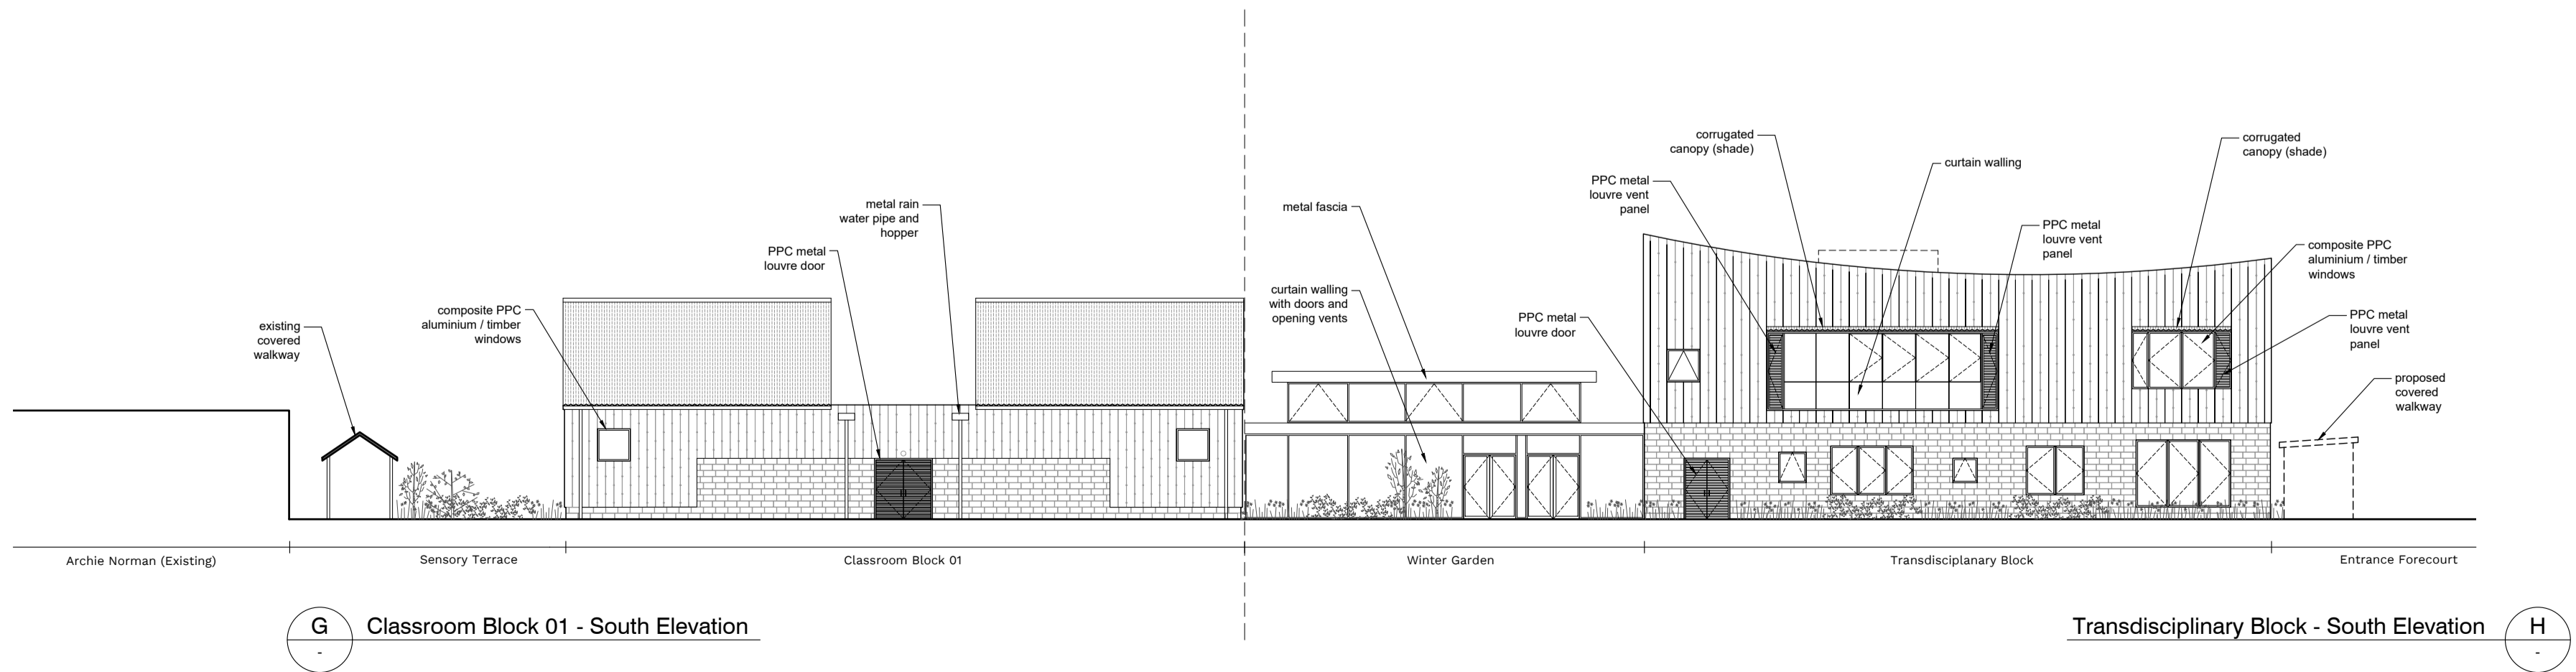 corrugated
canopy (shade)
corrugated
canopy (shade)
curtain walling
PPC metal
louvre vent
panel
metal rain
water pipe and
hopper
metal fascia
PPC metal
louvre vent
panel
composite PPC
aluminium / timber
windows
PPC metal
louvre door
curtain walling
with doors and
opening vents
composite PPC
aluminium / timber
windows
existing
covered
walkway
PPC metal
louvre door
PPC metal
louvre vent
panel
proposed
covered
walkway
Archie Norman (Existing)
Sensory Terrace
Classroom Block 01
Winter Garden
Transdisciplanary Block
Entrance Forecourt
G
-
Classroom Block 01 - South Elevation
Transdisciplinary Block - South Elevation
H
-